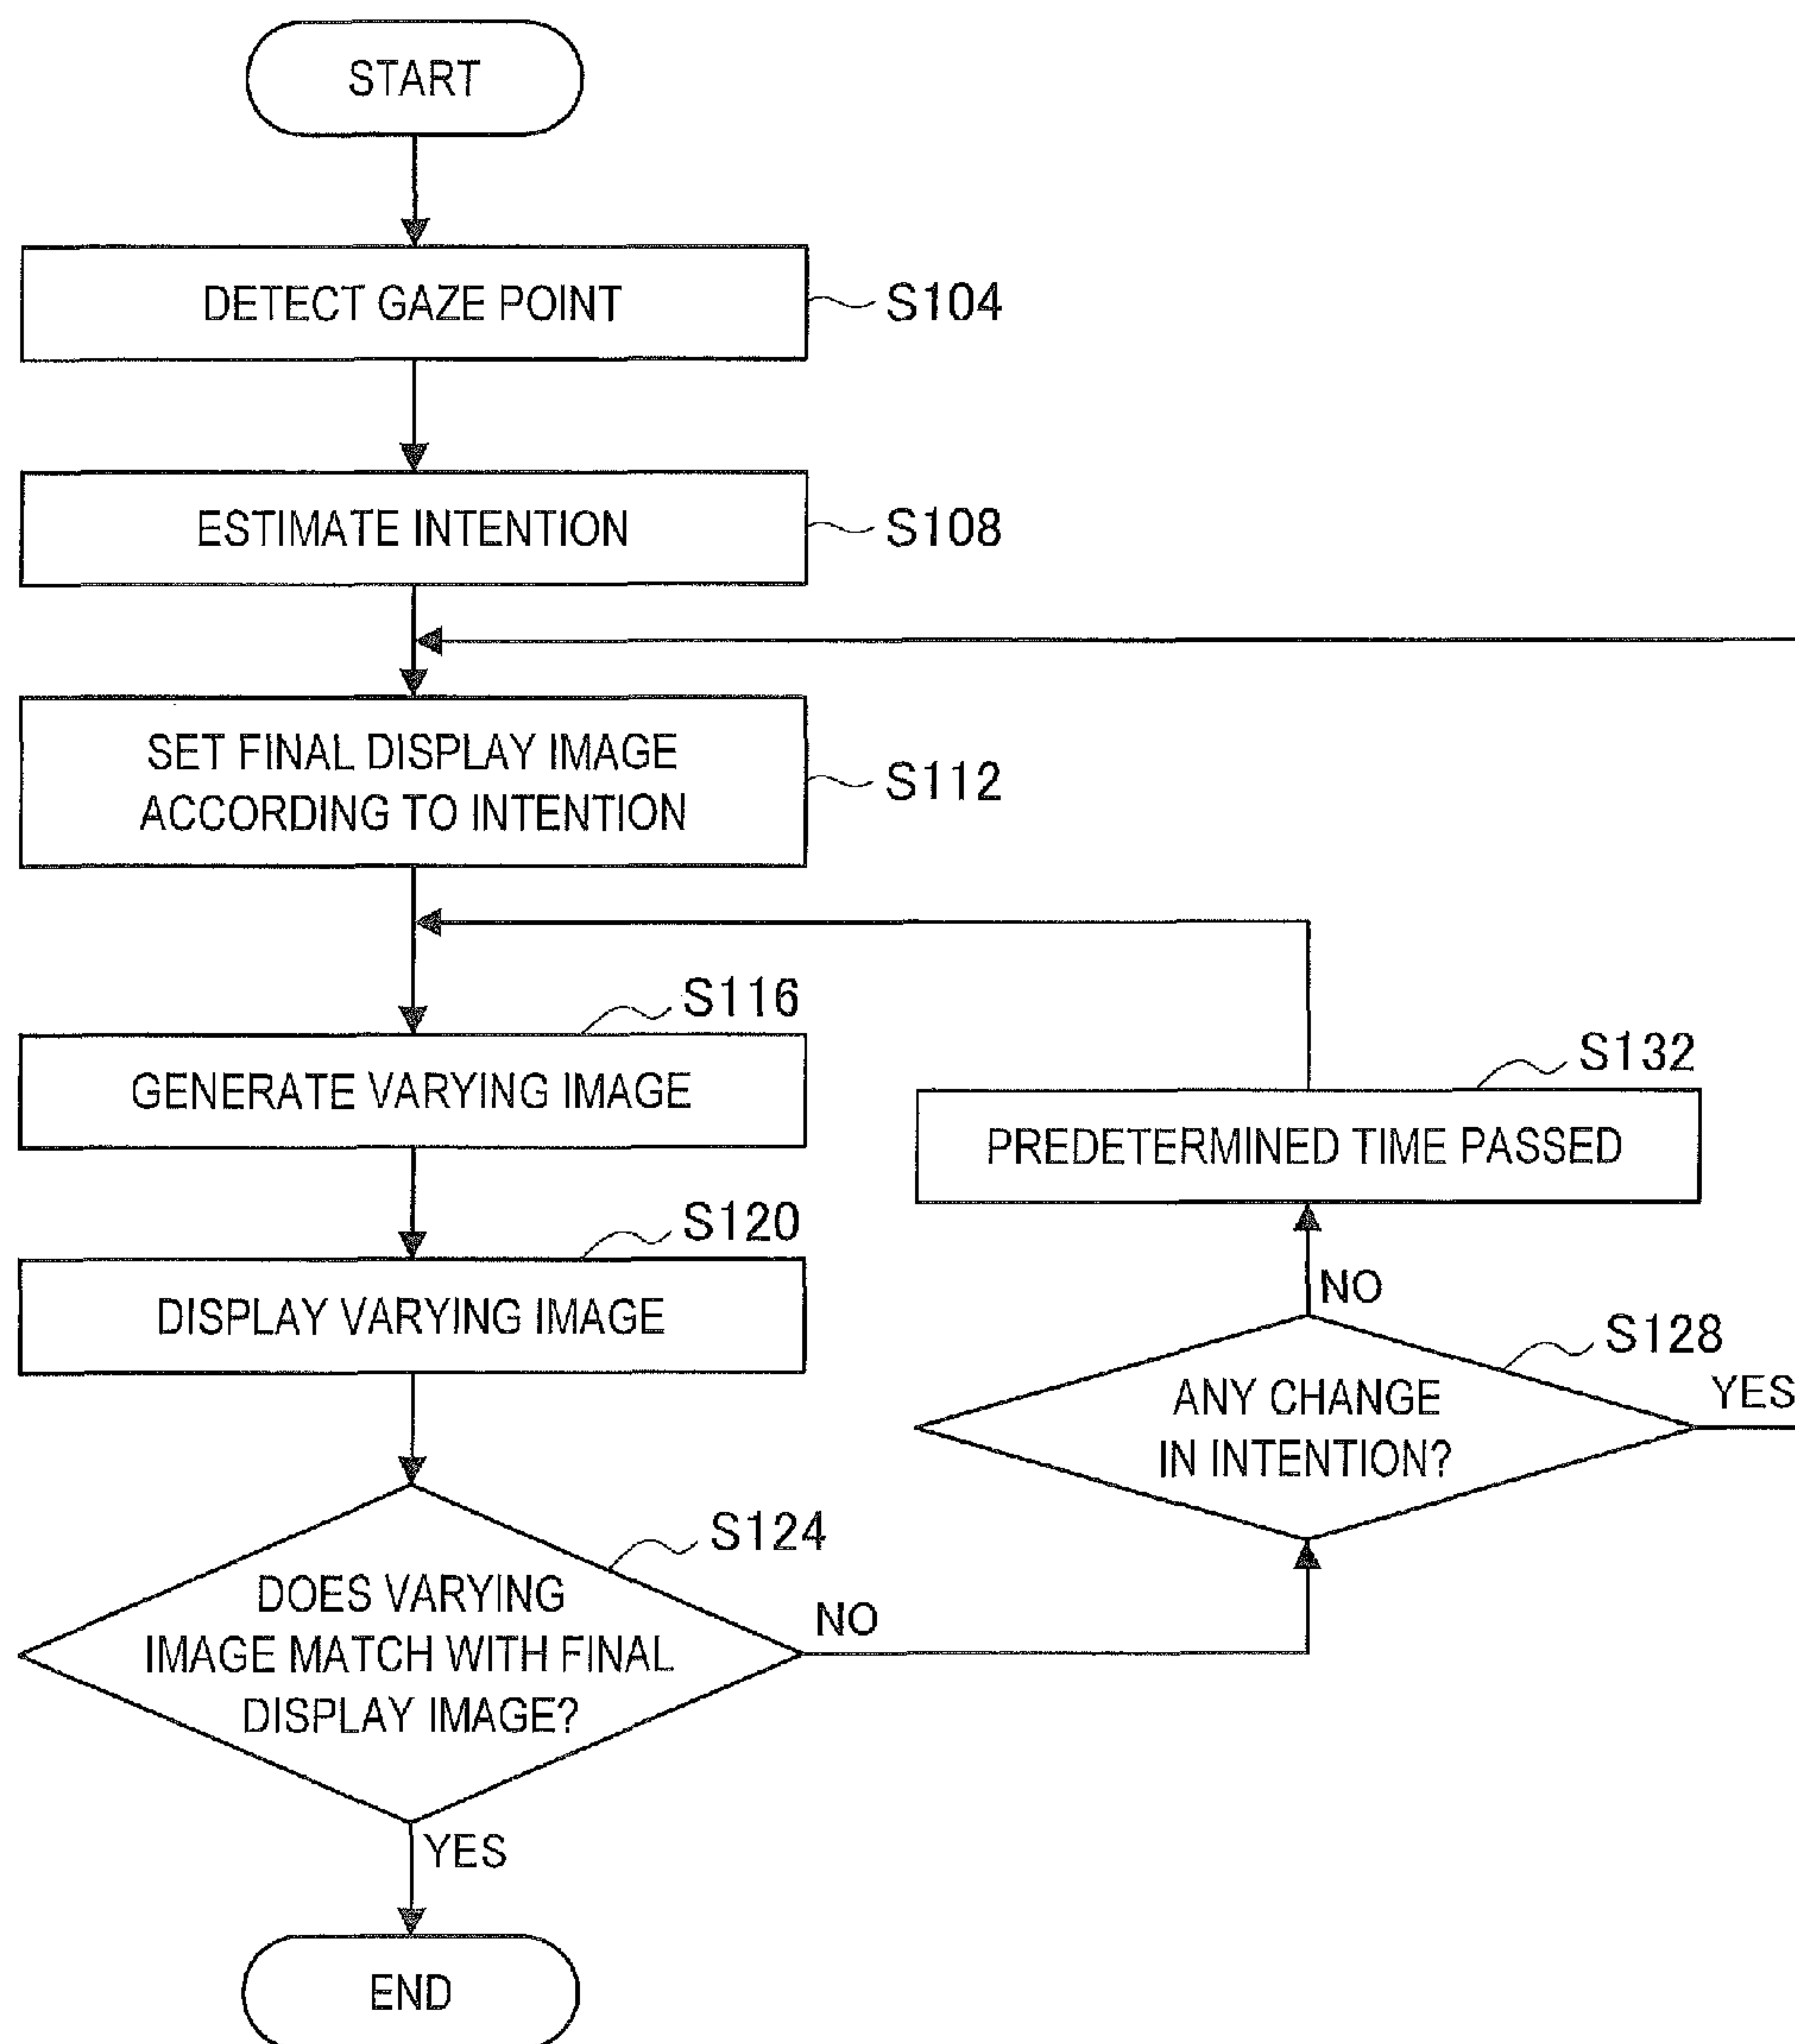 START
DETECT GAZE POINT
S104
ESTIMATE INTENTION
S108
SET FINAL DISPLAY IMAGE
ACCORDING TO INTENTION
S112
S116
GENERATE VARYING IMAGE
S132
PREDETERMINED TIME PASSED
S120
DISPLAY VARYING IMAGE
NO
S128
ANY CHANGE
IN INTENTION?
YES
S124
DOES VARYING
IMAGE MATCH WITH FINAL
DISPLAY IMAGE?
NO
YES
END